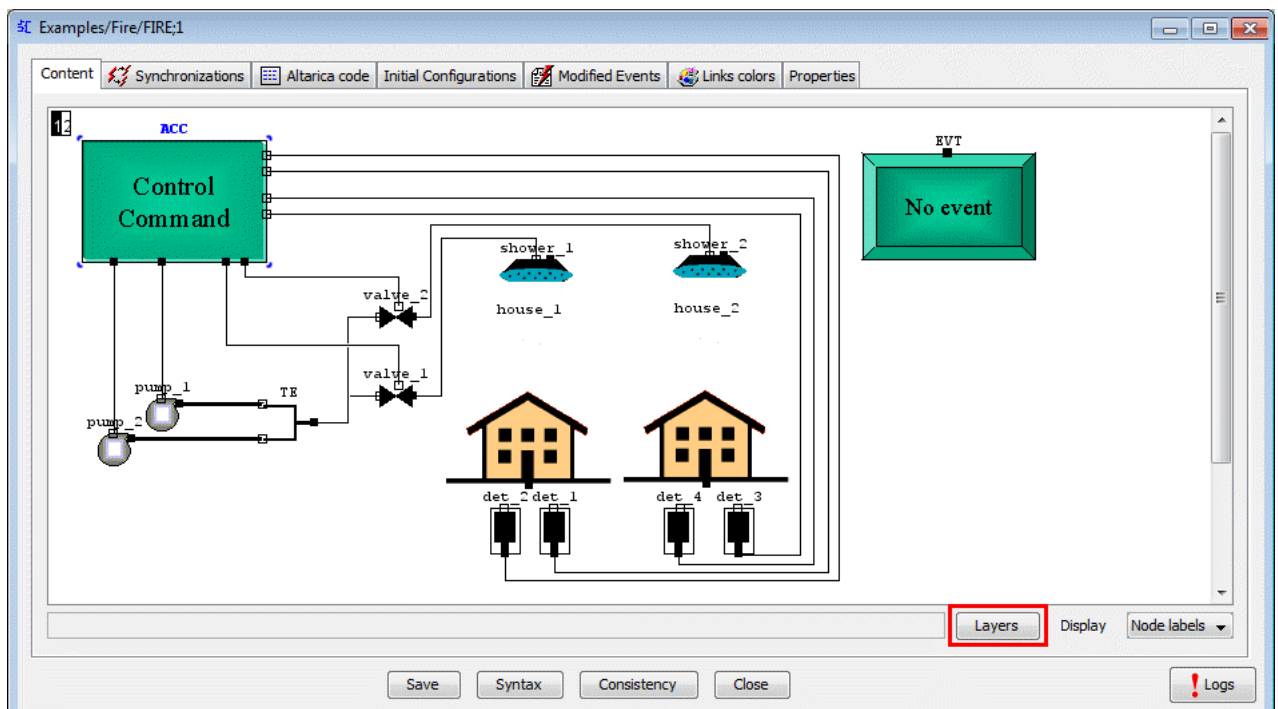 Examples/Fire/FIRE;1
Content Synchronizations Altarica code Initial Configurations Modified Events Links colors Properties
12
ACC
EVT
Control
Command
No event
shower_1 shower_2
valve_2
house_1 house_2
valve_1
pump_1 TE
pump_2
det_2 det_1 det_4 det_3
Layers Display Node labels
Save Syntax Consistency Close Logs